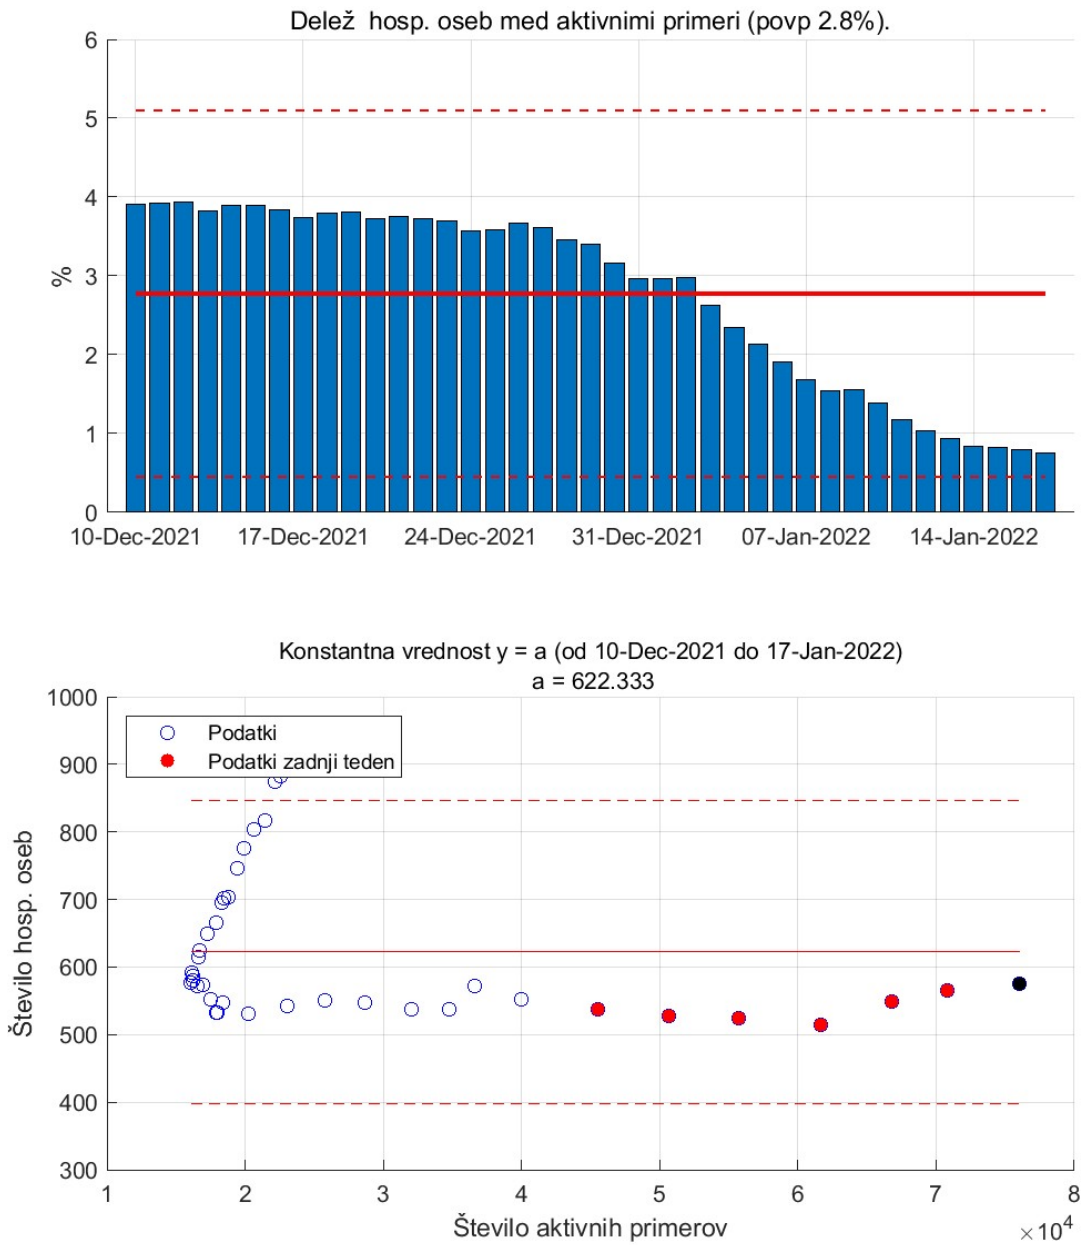 Delež hosp. oseb med aktivnimi primeri (povp 2.8%).
6
5
4
3
2
1
0
%
10-Dec-2021 17-Dec-2021 24-Dec-2021 31-Dec-2021 07-Jan-2022 14-Jan-2022
Konstantna vrednost y = a (od 10-Dec-2021 do 17-Jan-2022)
a = 622.333
1000
900
800
700
600
500
400
300
Število hosp. oseb
Podatki
Podatki zadnji teden
1 2 3 4 5 6 7 8
Število aktivnih primerov
×10⁴